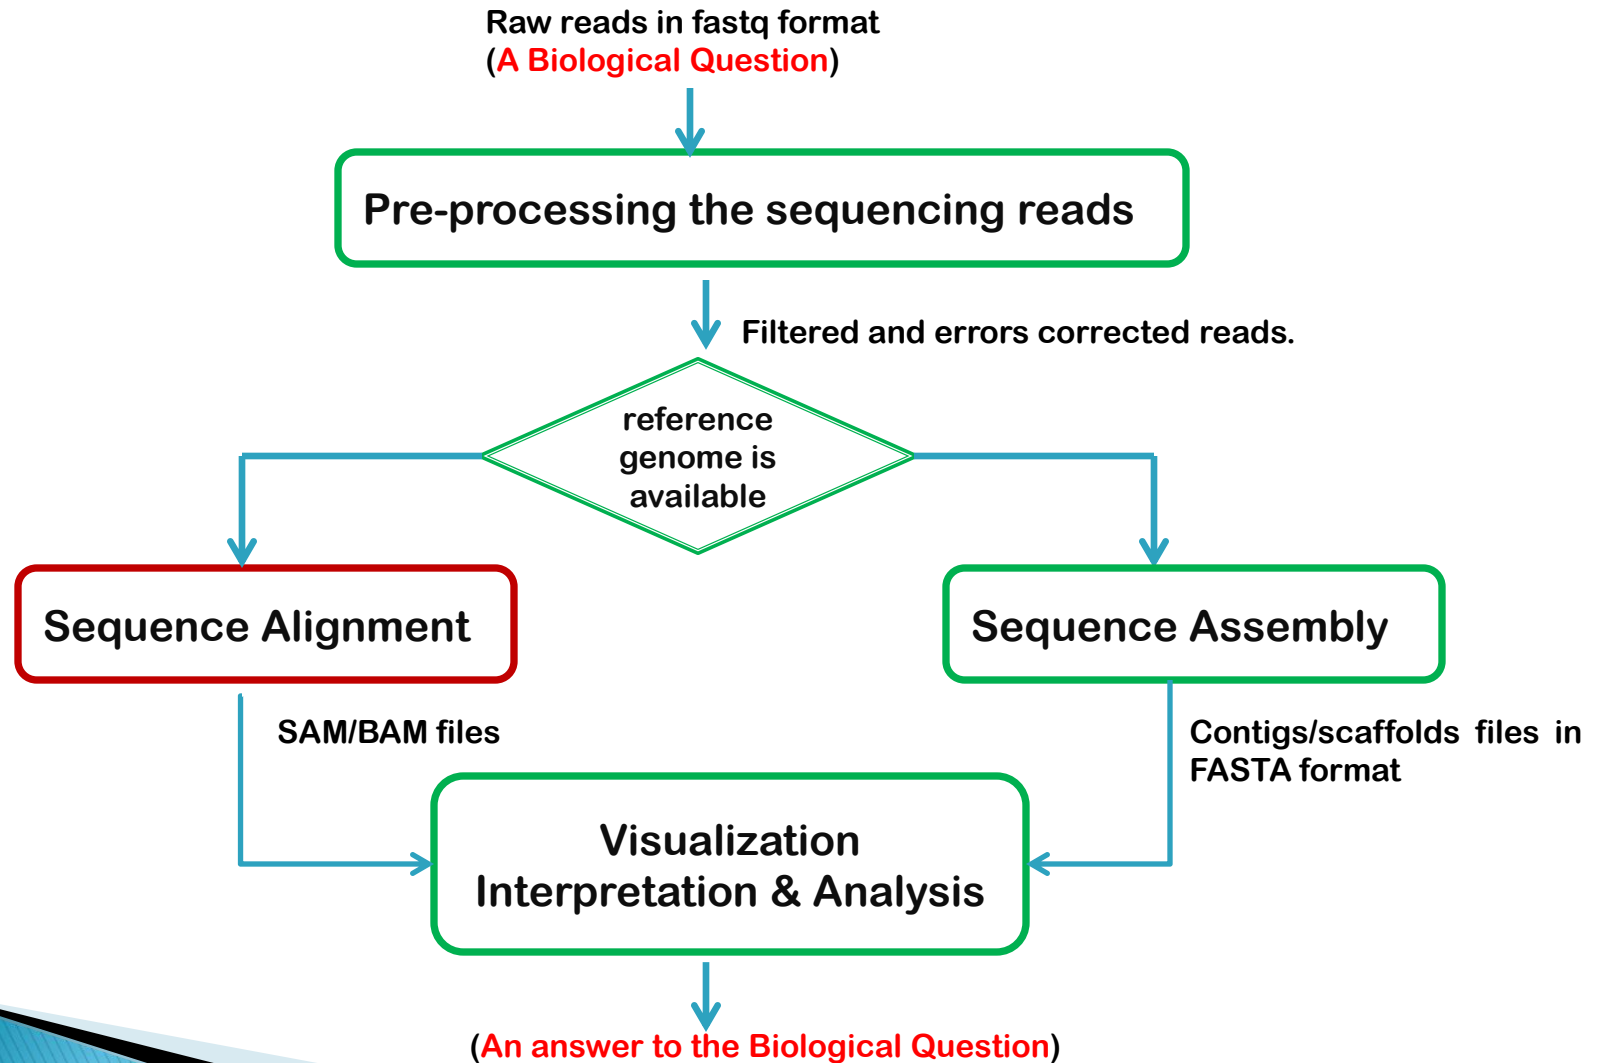 Raw reads in fastq format
(A Biological Question)
Pre-processing the sequencing reads
Filtered and errors corrected reads.
reference
genome is
available
Sequence Alignment
Sequence Assembly
SAM/BAM files
Contigs/scaffolds files in
FASTA format
Visualization
Interpretation & Analysis
(An answer to the Biological Question)